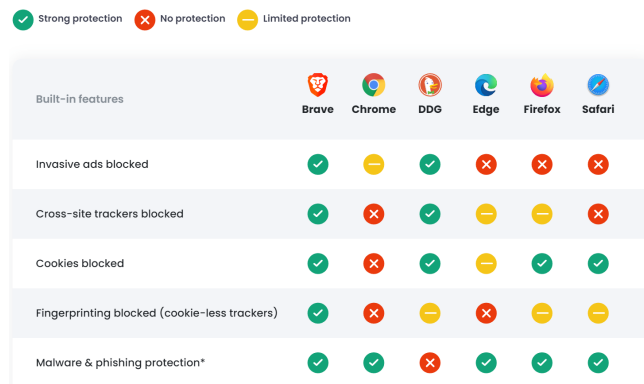 Strong protection No protection Limited protection
Built-in features Brave Chrome DDG Edge Firefox Safari
Invasive ads blocked
Cross-site trackers blocked
Cookies blocked
Fingerprinting blocked (cookie-less trackers)
Malware & phishing protection*